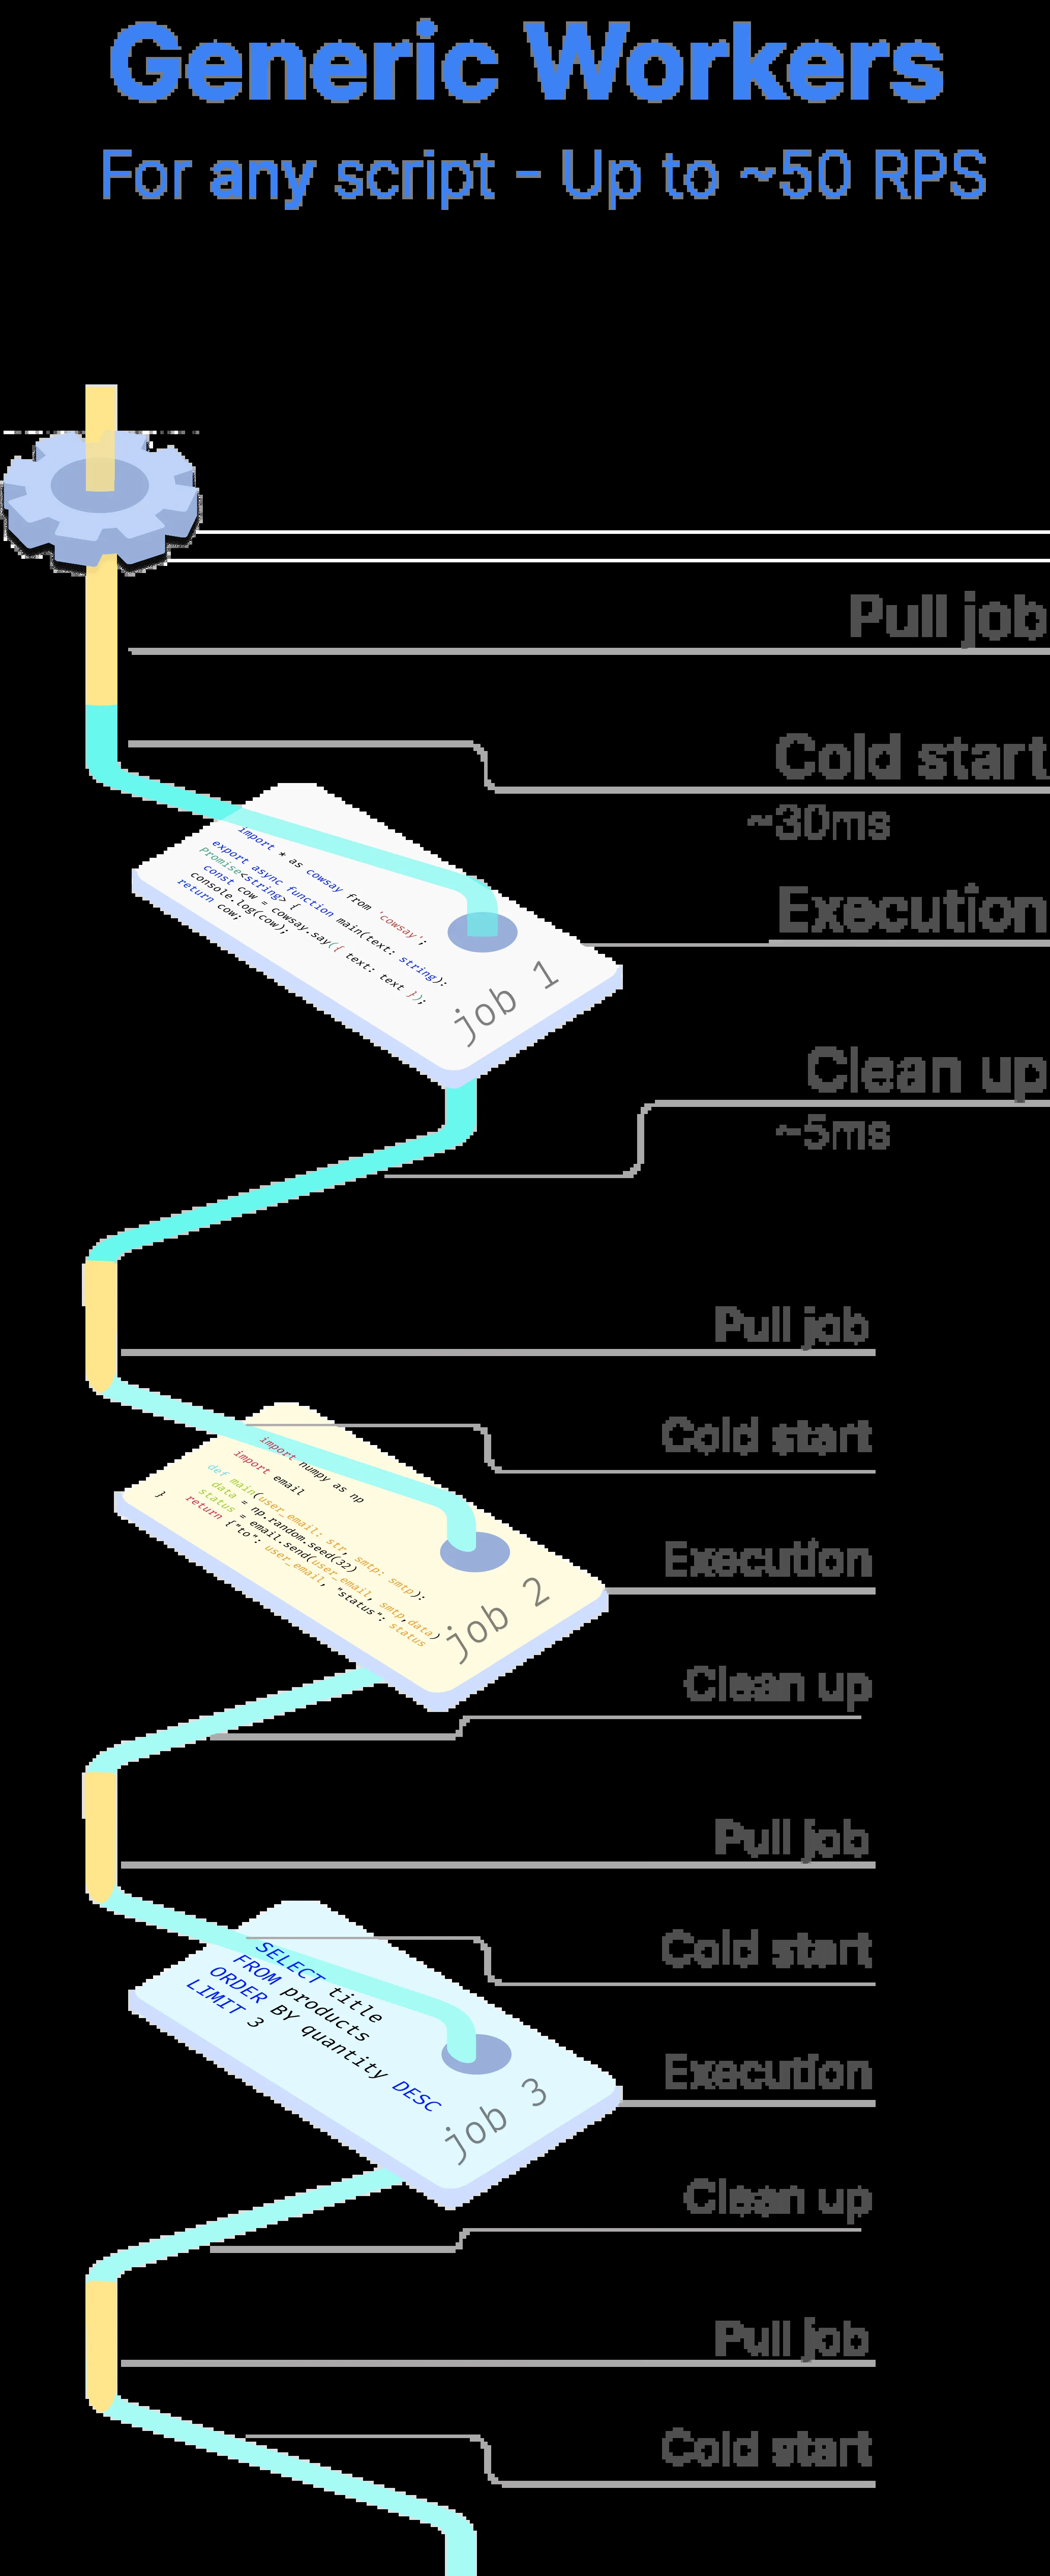 Generic Workers
For any script - Up to ~50 RPS
Pull job
Cold start
~30ms
import * as cowsay from 'cowsay';
export async function main(text: string):
Promise<string> {
const cow = cowsay.say({ text: text });
console.log(cow);
return cow;
job 1
Execution
Clean up
~5ms
Pull job
Cold start
import numpy as np
import email
def main(user_email: str, smtp: smtp):
data = np.random.seed(32)
status = email.send(user_email, smtp,data)
return {"to": user_email, "status": status
}
job 2
Execution
Clean up
Pull job
Cold start
SELECT title
FROM products
ORDER BY quantity DESC
LIMIT 3
job 3
Execution
Clean up
Pull job
Cold start